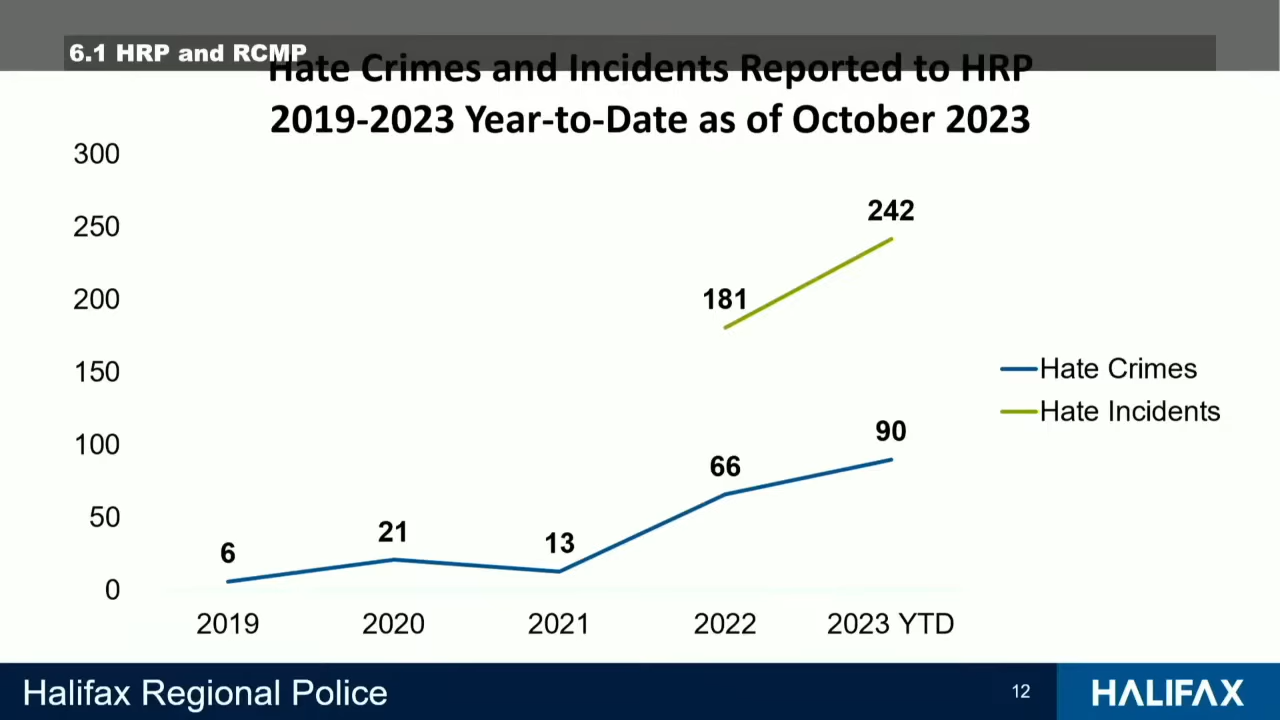 6.1 HRP and RCMP
Hate Crimes and Incidents Reported to HRP
2019-2023 Year-to-Date as of October 2023
300
250
200
150
100
50
0
242
181
90
66
21
13
6
2019 2020 2021 2022 2023 YTD
Hate Crimes
Hate Incidents
Halifax Regional Police
12
HALIFAX